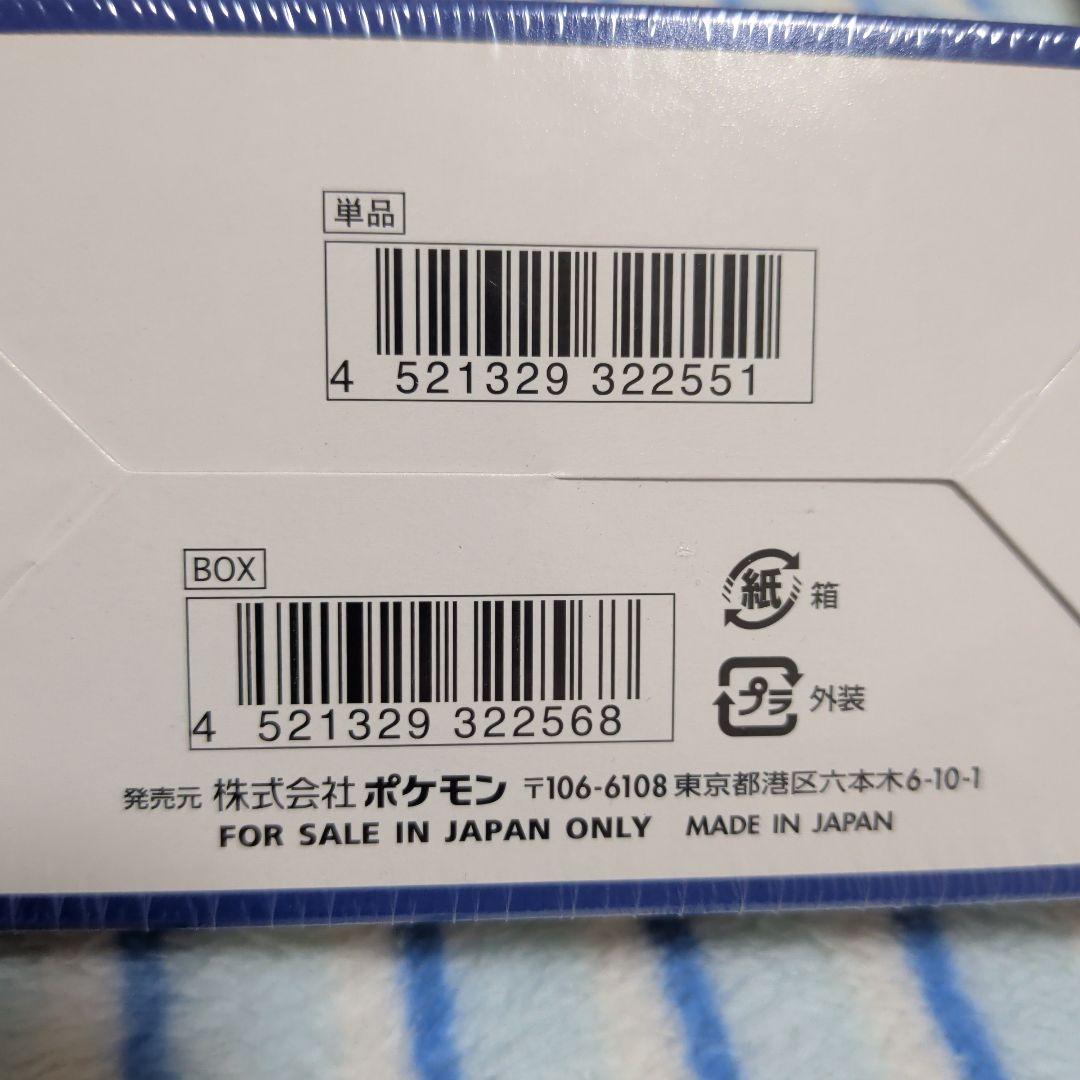 単品
4 521329 322551
BOX
4 521329 322568
紙 箱
プラ 外装
発売元 株式会社 ポケモン 〒106-6108 東京都港区六本木6-10-1
FOR SALE IN JAPAN ONLY MADE IN JAPAN